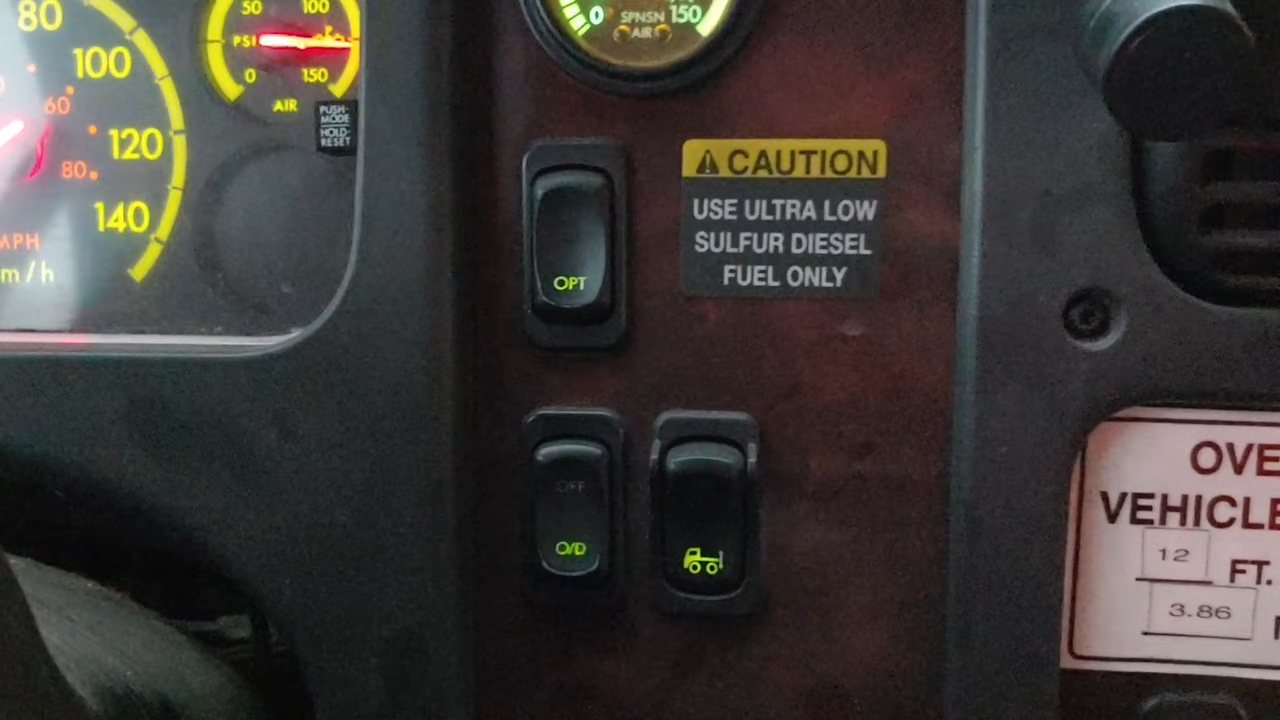 80
100
120
140
60
80
MPH
m/h
50 100
PSI
0 150
AIR
PUSH-
MODE
HOLD-
RESET
0 SPNSN 150
AIR
OPT
⚠ CAUTION
USE ULTRA LOW
SULFUR DIESEL
FUEL ONLY
OFF
O/D
OVE
VEHICLE
12 FT.
3.86